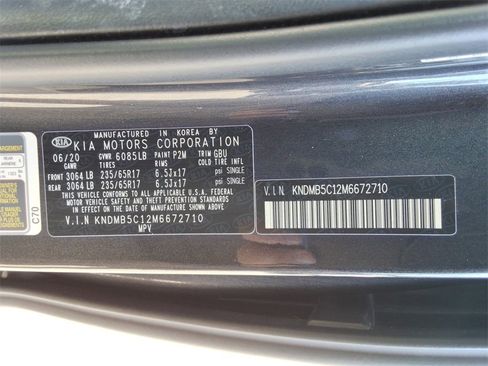 MANUFACTURED IN KOREA BY
KIA KIA MOTORS CORPORATION
06/20 GVWR 6085LB PAINT P2M TRIM GBU
GAWR TIRES RIMS COLD TIRE INF.
FRONT 3064 LB 235/65R17 6.5Jx17 psi SINGLE
REAR 3064 LB 235/65R17 6.5Jx17 psi SINGLE
THIS VEHICLE CONFORMS TO ALL APPLICABLE U.S. FEDERAL
MOTOR VEHICLE SAFETY AND THEFT PREVENTION
STANDARDS IN EFFECT ON THE DATE OF
MANUFACTURE SHOWN ABOVE.
V.I.N KNDMB5C12M6672710
MPV
V.I.N KNDMB5C12M6672710
C70